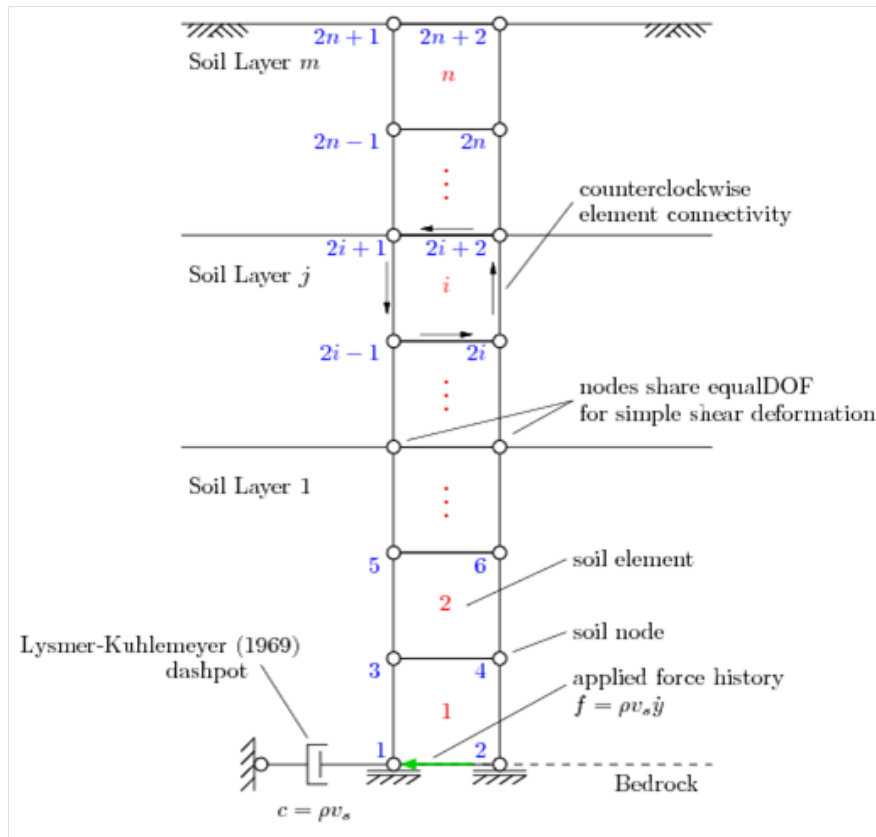 2n + 1 2n + 2
Soil Layer m
n
2n − 1 2n
⋮
counterclockwise
element connectivity
2i + 1 2i + 2
Soil Layer j
i
2i − 1 2i
⋮
nodes share equalDOF
for simple shear deformation
Soil Layer 1
⋮
5 6
soil element
2
Lysmer-Kuhlemeyer (1969)
dashpot
soil node
3 4
applied force history
f = ρvₛẏ
1
1 2
Bedrock
c = ρvₛ